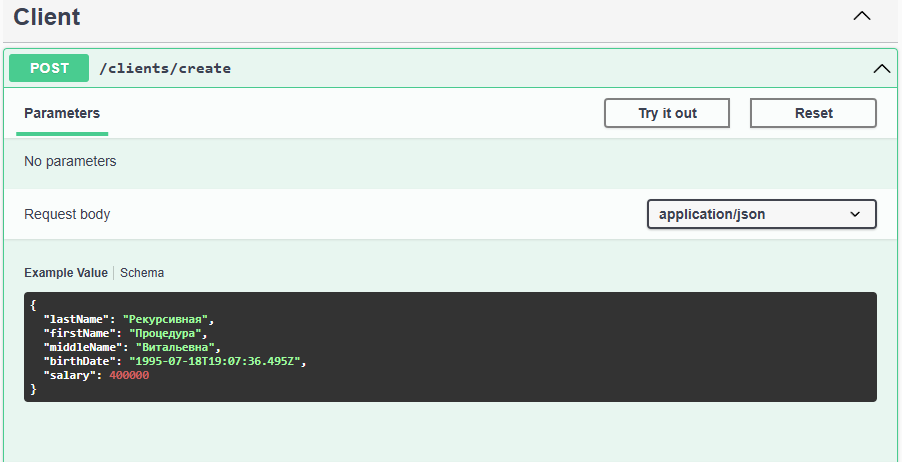 Client
POST /clients/create
Parameters Try it out Reset
No parameters
Request body application/json
Example Value Schema
{
"lastName": "Рекурсивная",
"firstName": "Процедура",
"middleName": "Витальевна",
"birthDate": "1995-07-18T19:07:36.495Z",
"salary": 400000
}